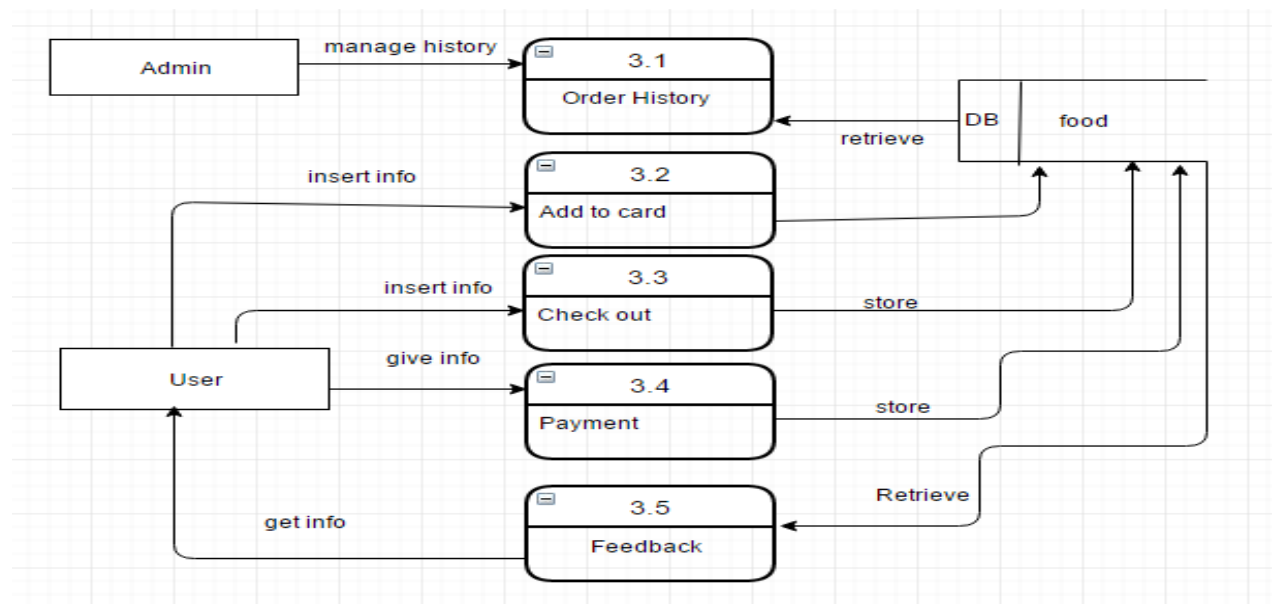 manage history
3.1
Admin
Order History
DB
food
retrieve
insert info
3.2
Add to card
insert info
3.3
Check out
store
give info
User
3.4
Payment
store
3.5
Retrieve
get info
Feedback